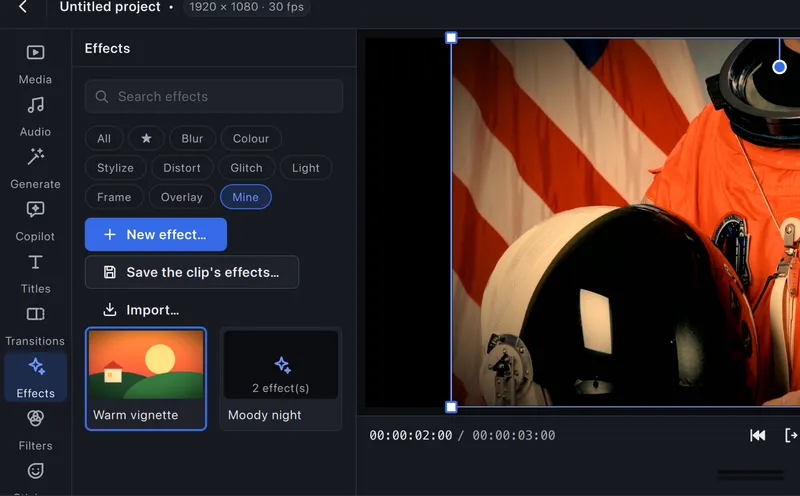 Untitled project • 1920 × 1080 · 30 fps
Media
Audio
Generate
Copilot
Titles
Transitions
Effects
Filters
Effects
Search effects
All ★ Blur Colour
Stylize Distort Glitch Light
Frame Overlay Mine
+ New effect...
Save the clip's effects...
Import...
2 effect(s)
Warm vignette Moody night
00:00:02:00 / 00:00:03:00